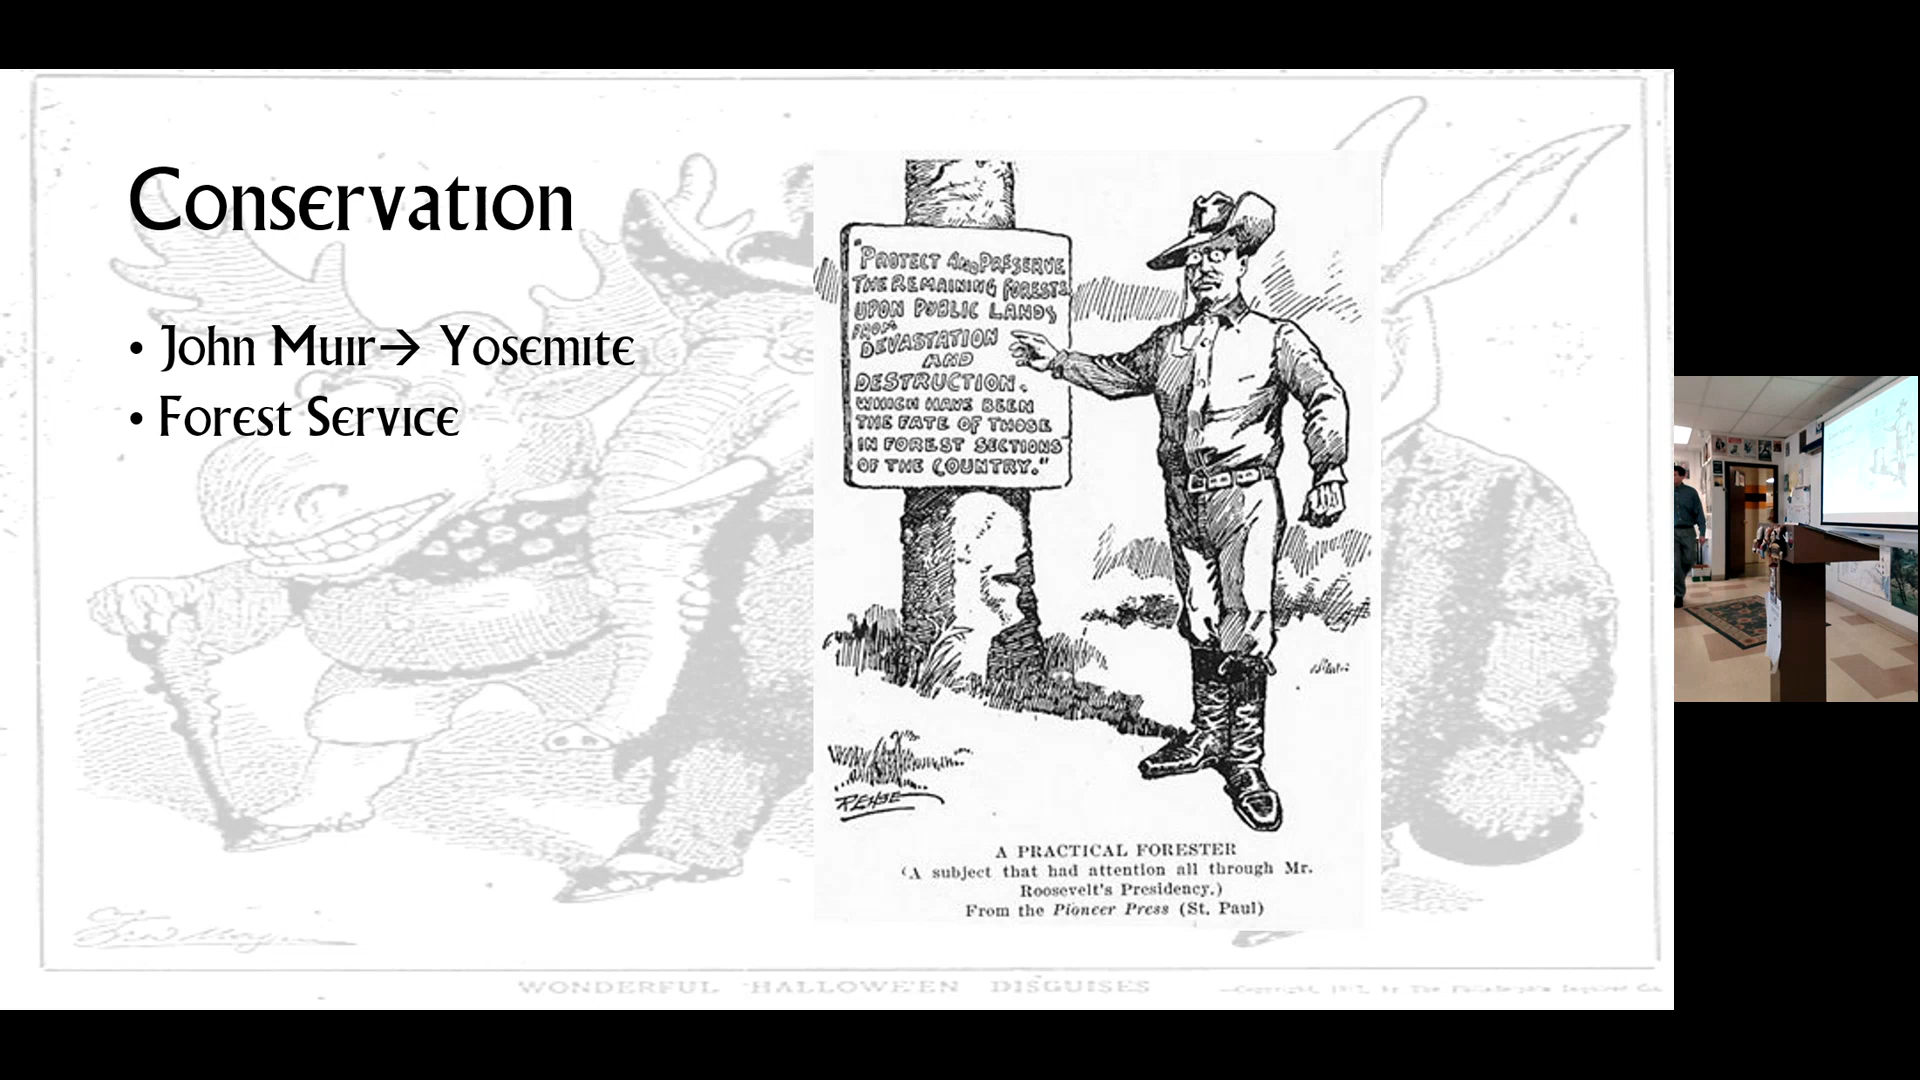 Conservation
• John Muir→ Yosemite
• Forest Service
"PROTECT AND PRESERVE
THE REMAINING FORESTS
UPON PUBLIC LANDS
FROM
DEVASTATION
AND
DESTRUCTION.
WHICH HAVE BEEN
THE FATE OF THOSE
IN FOREST SECTIONS
OF THE COUNTRY."
REHSE
A PRACTICAL FORESTER
(A subject that had attention all through Mr.
Roosevelt's Presidency.)
From the Pioneer Press (St. Paul)
WONDERFUL HALLOWE'EN DISGUISES